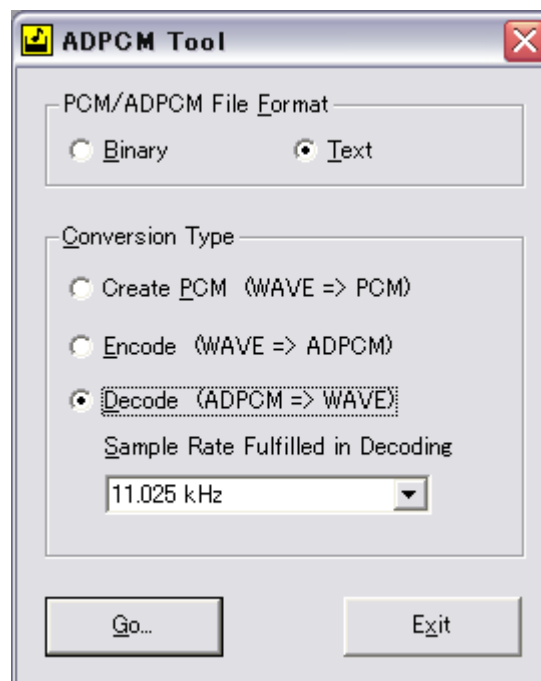 ADPCM Tool
PCM/ADPCM File Format
Binary
Text
Conversion Type
Create PCM (WAVE => PCM)
Encode (WAVE => ADPCM)
Decode (ADPCM => WAVE)
Sample Rate Fulfilled in Decoding
11.025 kHz
Go...
Exit